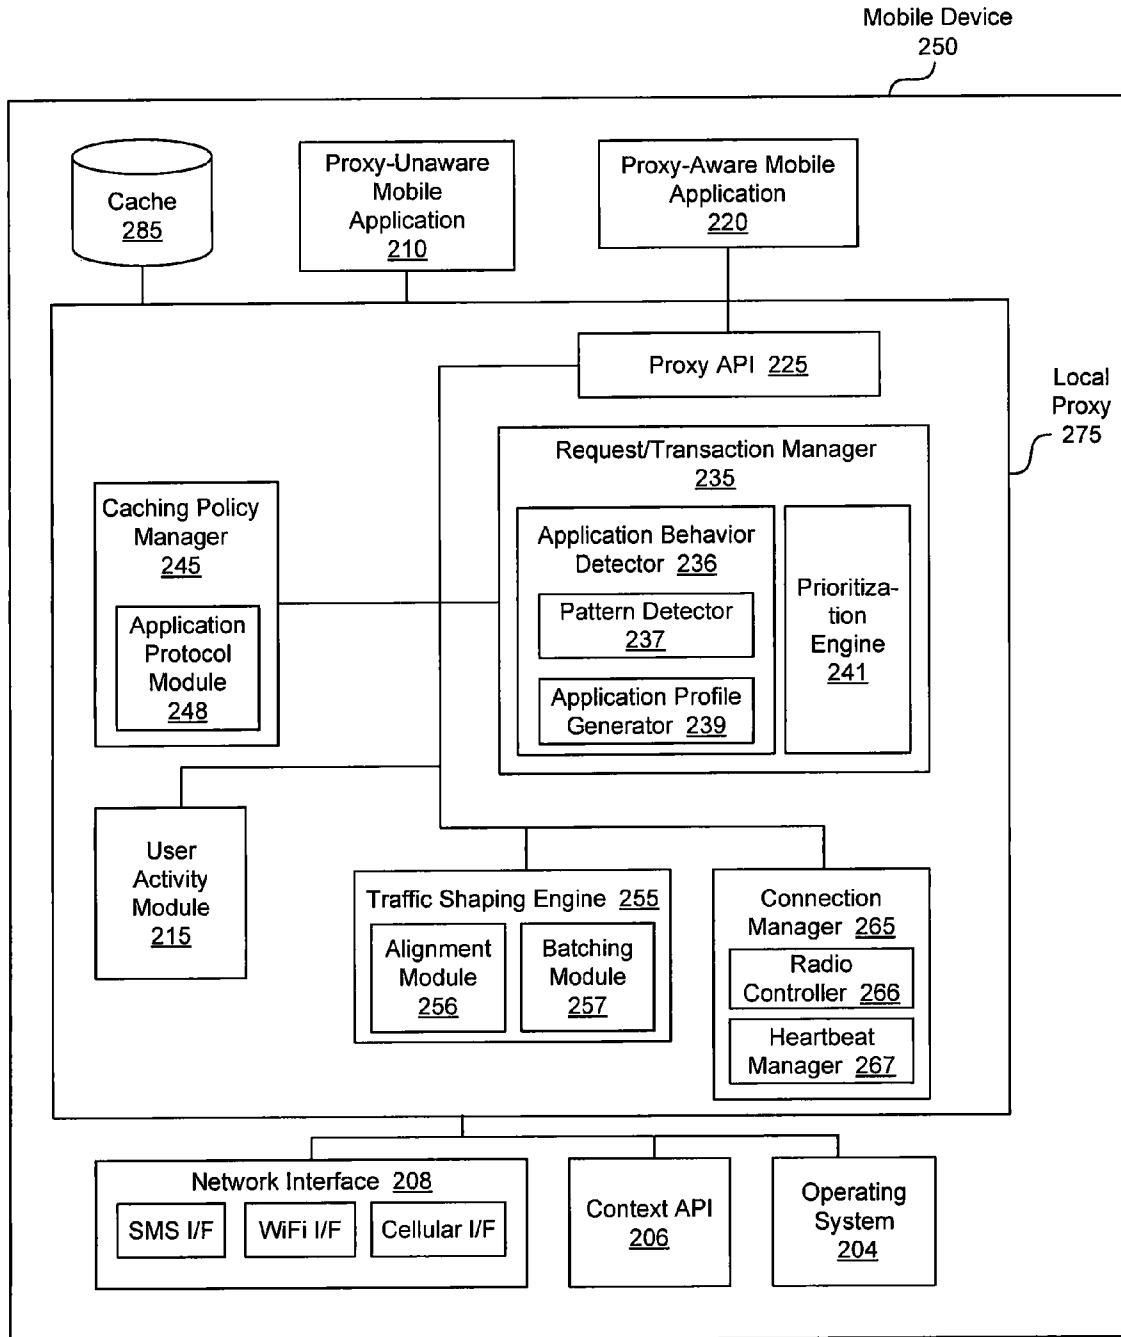 Mobile Device
250
Cache
285
Proxy-Unaware
Mobile
Application
210
Proxy-Aware Mobile
Application
220
Proxy API 225
Local
Proxy
275
Request/Transaction Manager
235
Caching Policy
Manager
245
Application
Protocol
Module
248
Application Behavior
Detector 236
Pattern Detector
237
Application Profile
Generator 239
Prioritiza-
tion
Engine
241
User
Activity
Module
215
Traffic Shaping Engine 255
Alignment
Module
256
Batching
Module
257
Connection
Manager 265
Radio
Controller 266
Heartbeat
Manager 267
Network Interface 208
SMS I/F
WiFi I/F
Cellular I/F
Context API
206
Operating
System
204